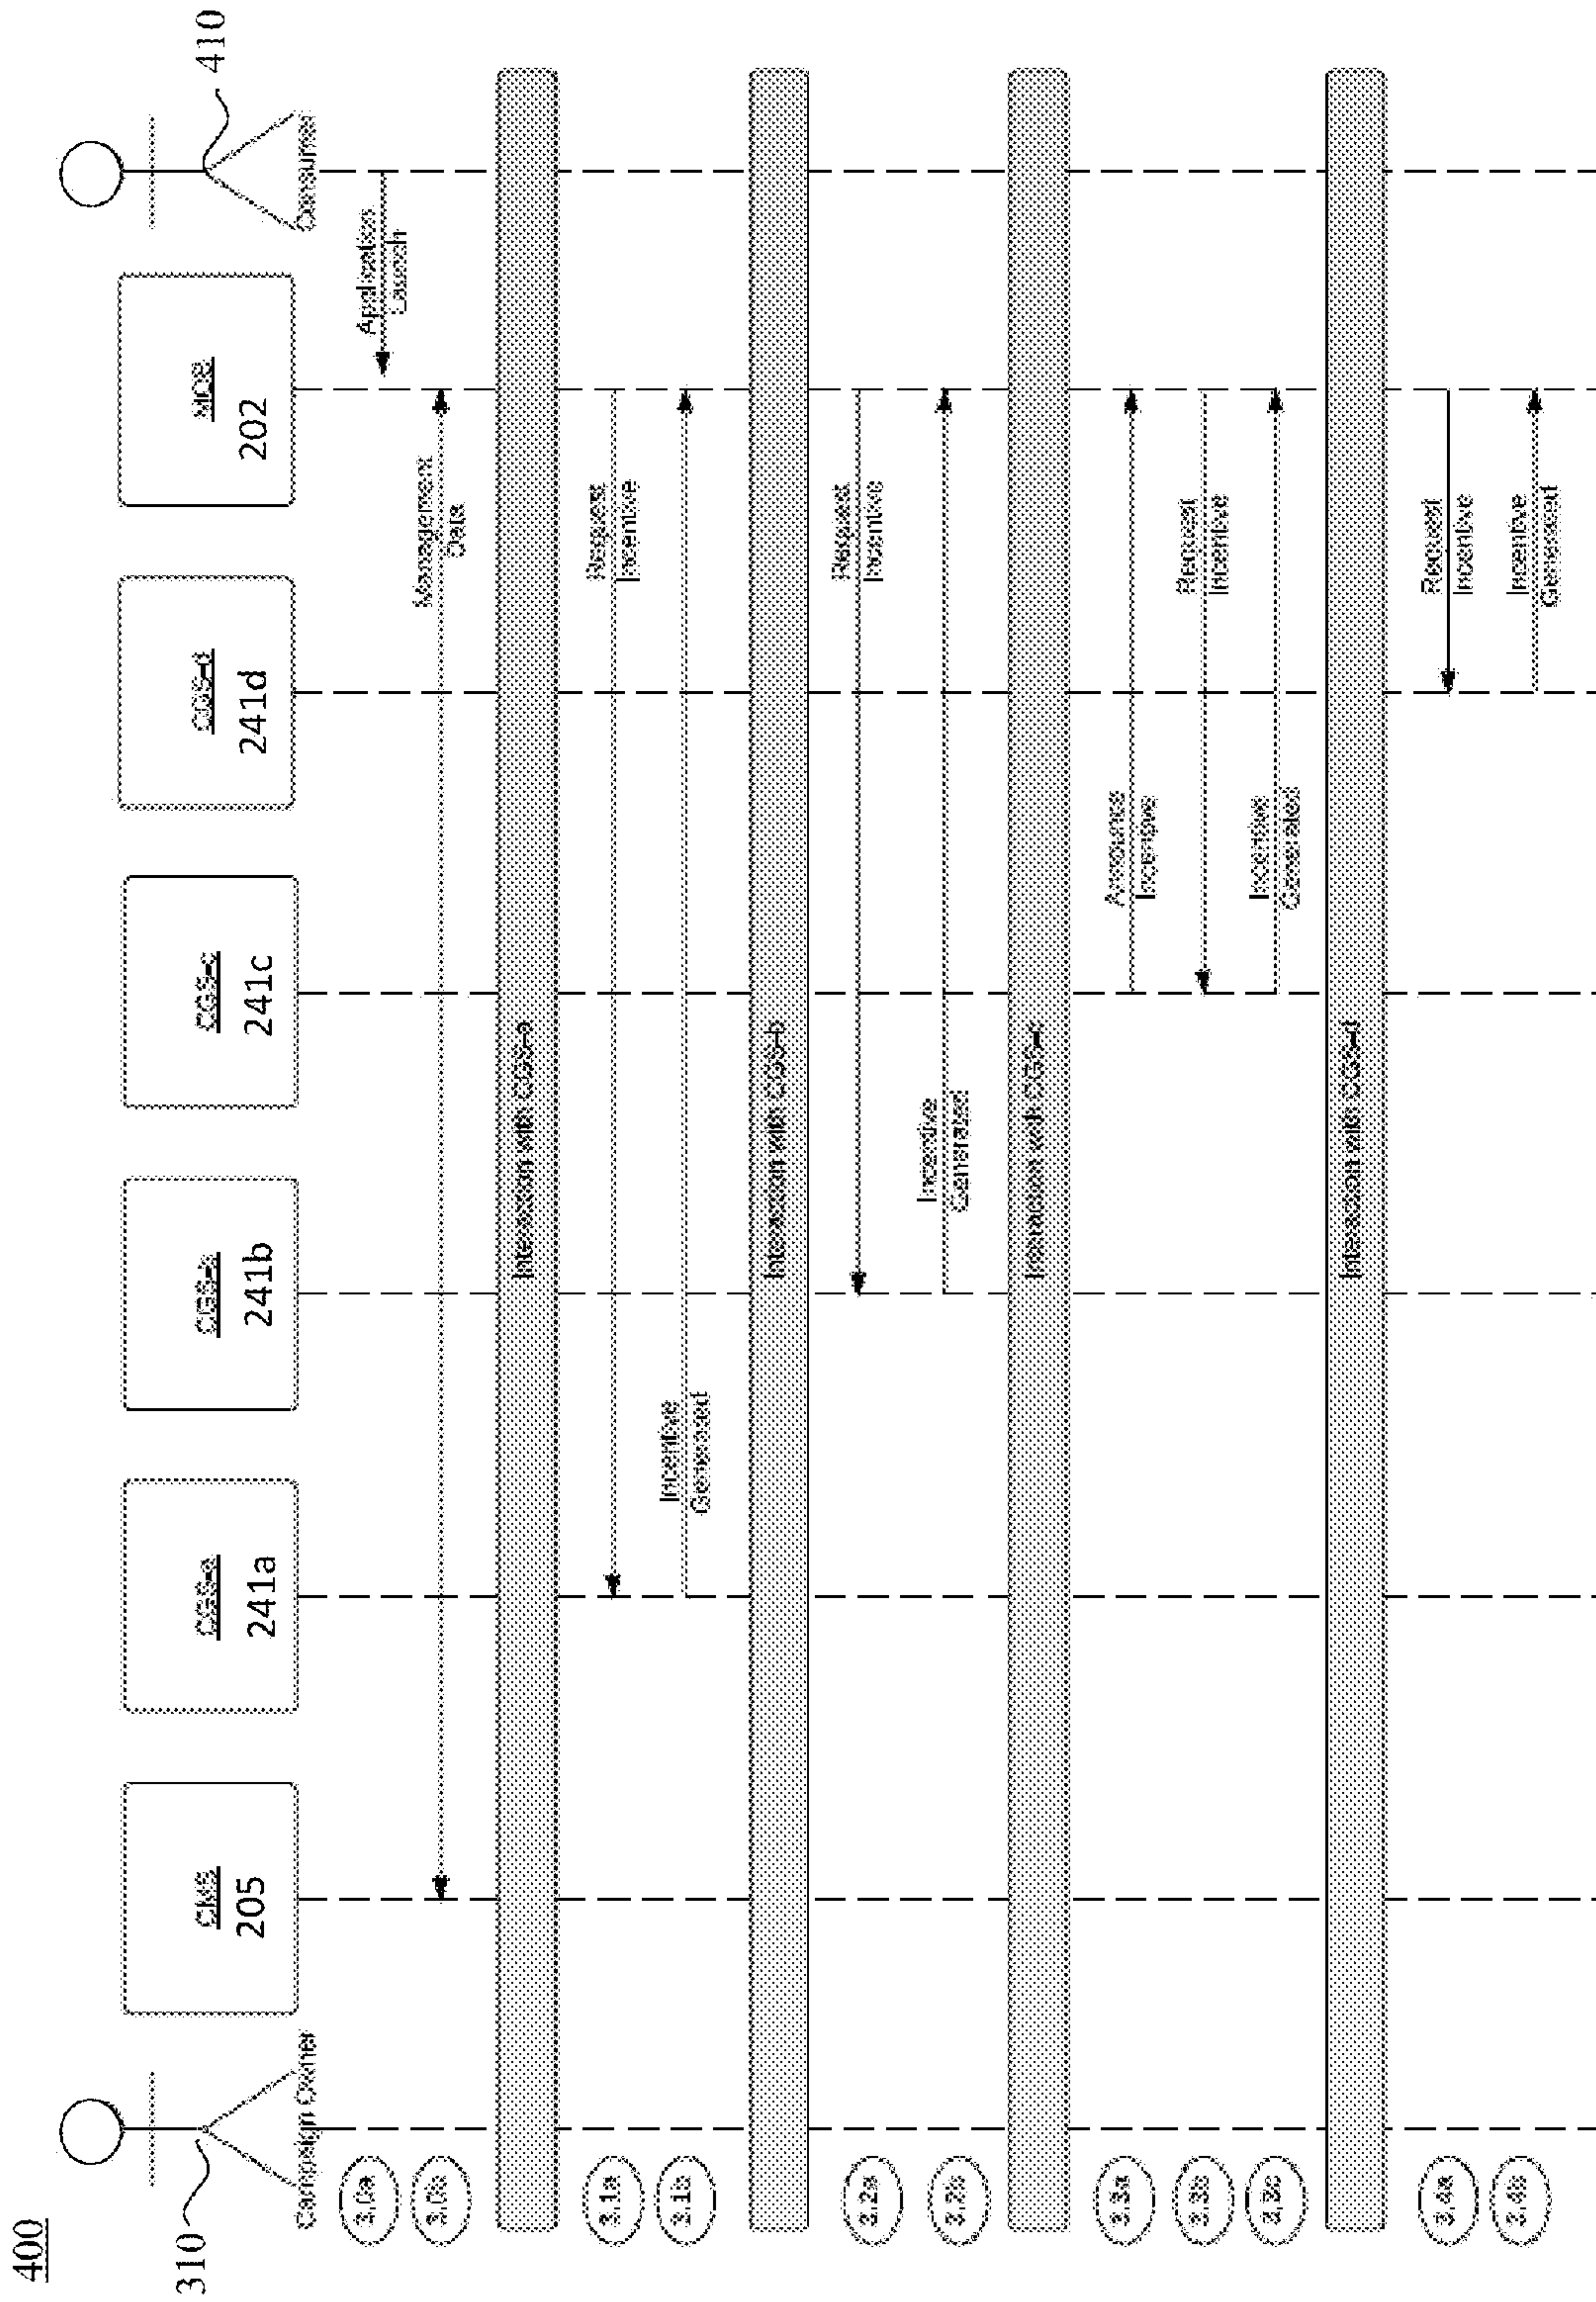 400
310
410
Campaign Owner
CMS
205
CGS-a
241a
241b
CGS-c
241c
CGS-d
241d
MOB
202
Consumer
3.0a
Application
Launch
3.0b
Management
Data
Interaction with CGS-a
3.1a
Request
Incentive
3.1b
Incentive
Generated
Interaction with CGS-b
3.2a
Request
Incentive
3.2b
Incentive
Generated
Interaction with CGS-c
3.3a
Announce
Incentive
3.3b
Request
Incentive
3.3c
Incentive
Generated
Interaction with CGS-d
3.4a
Request
Incentive
3.4b
Incentive
Generated